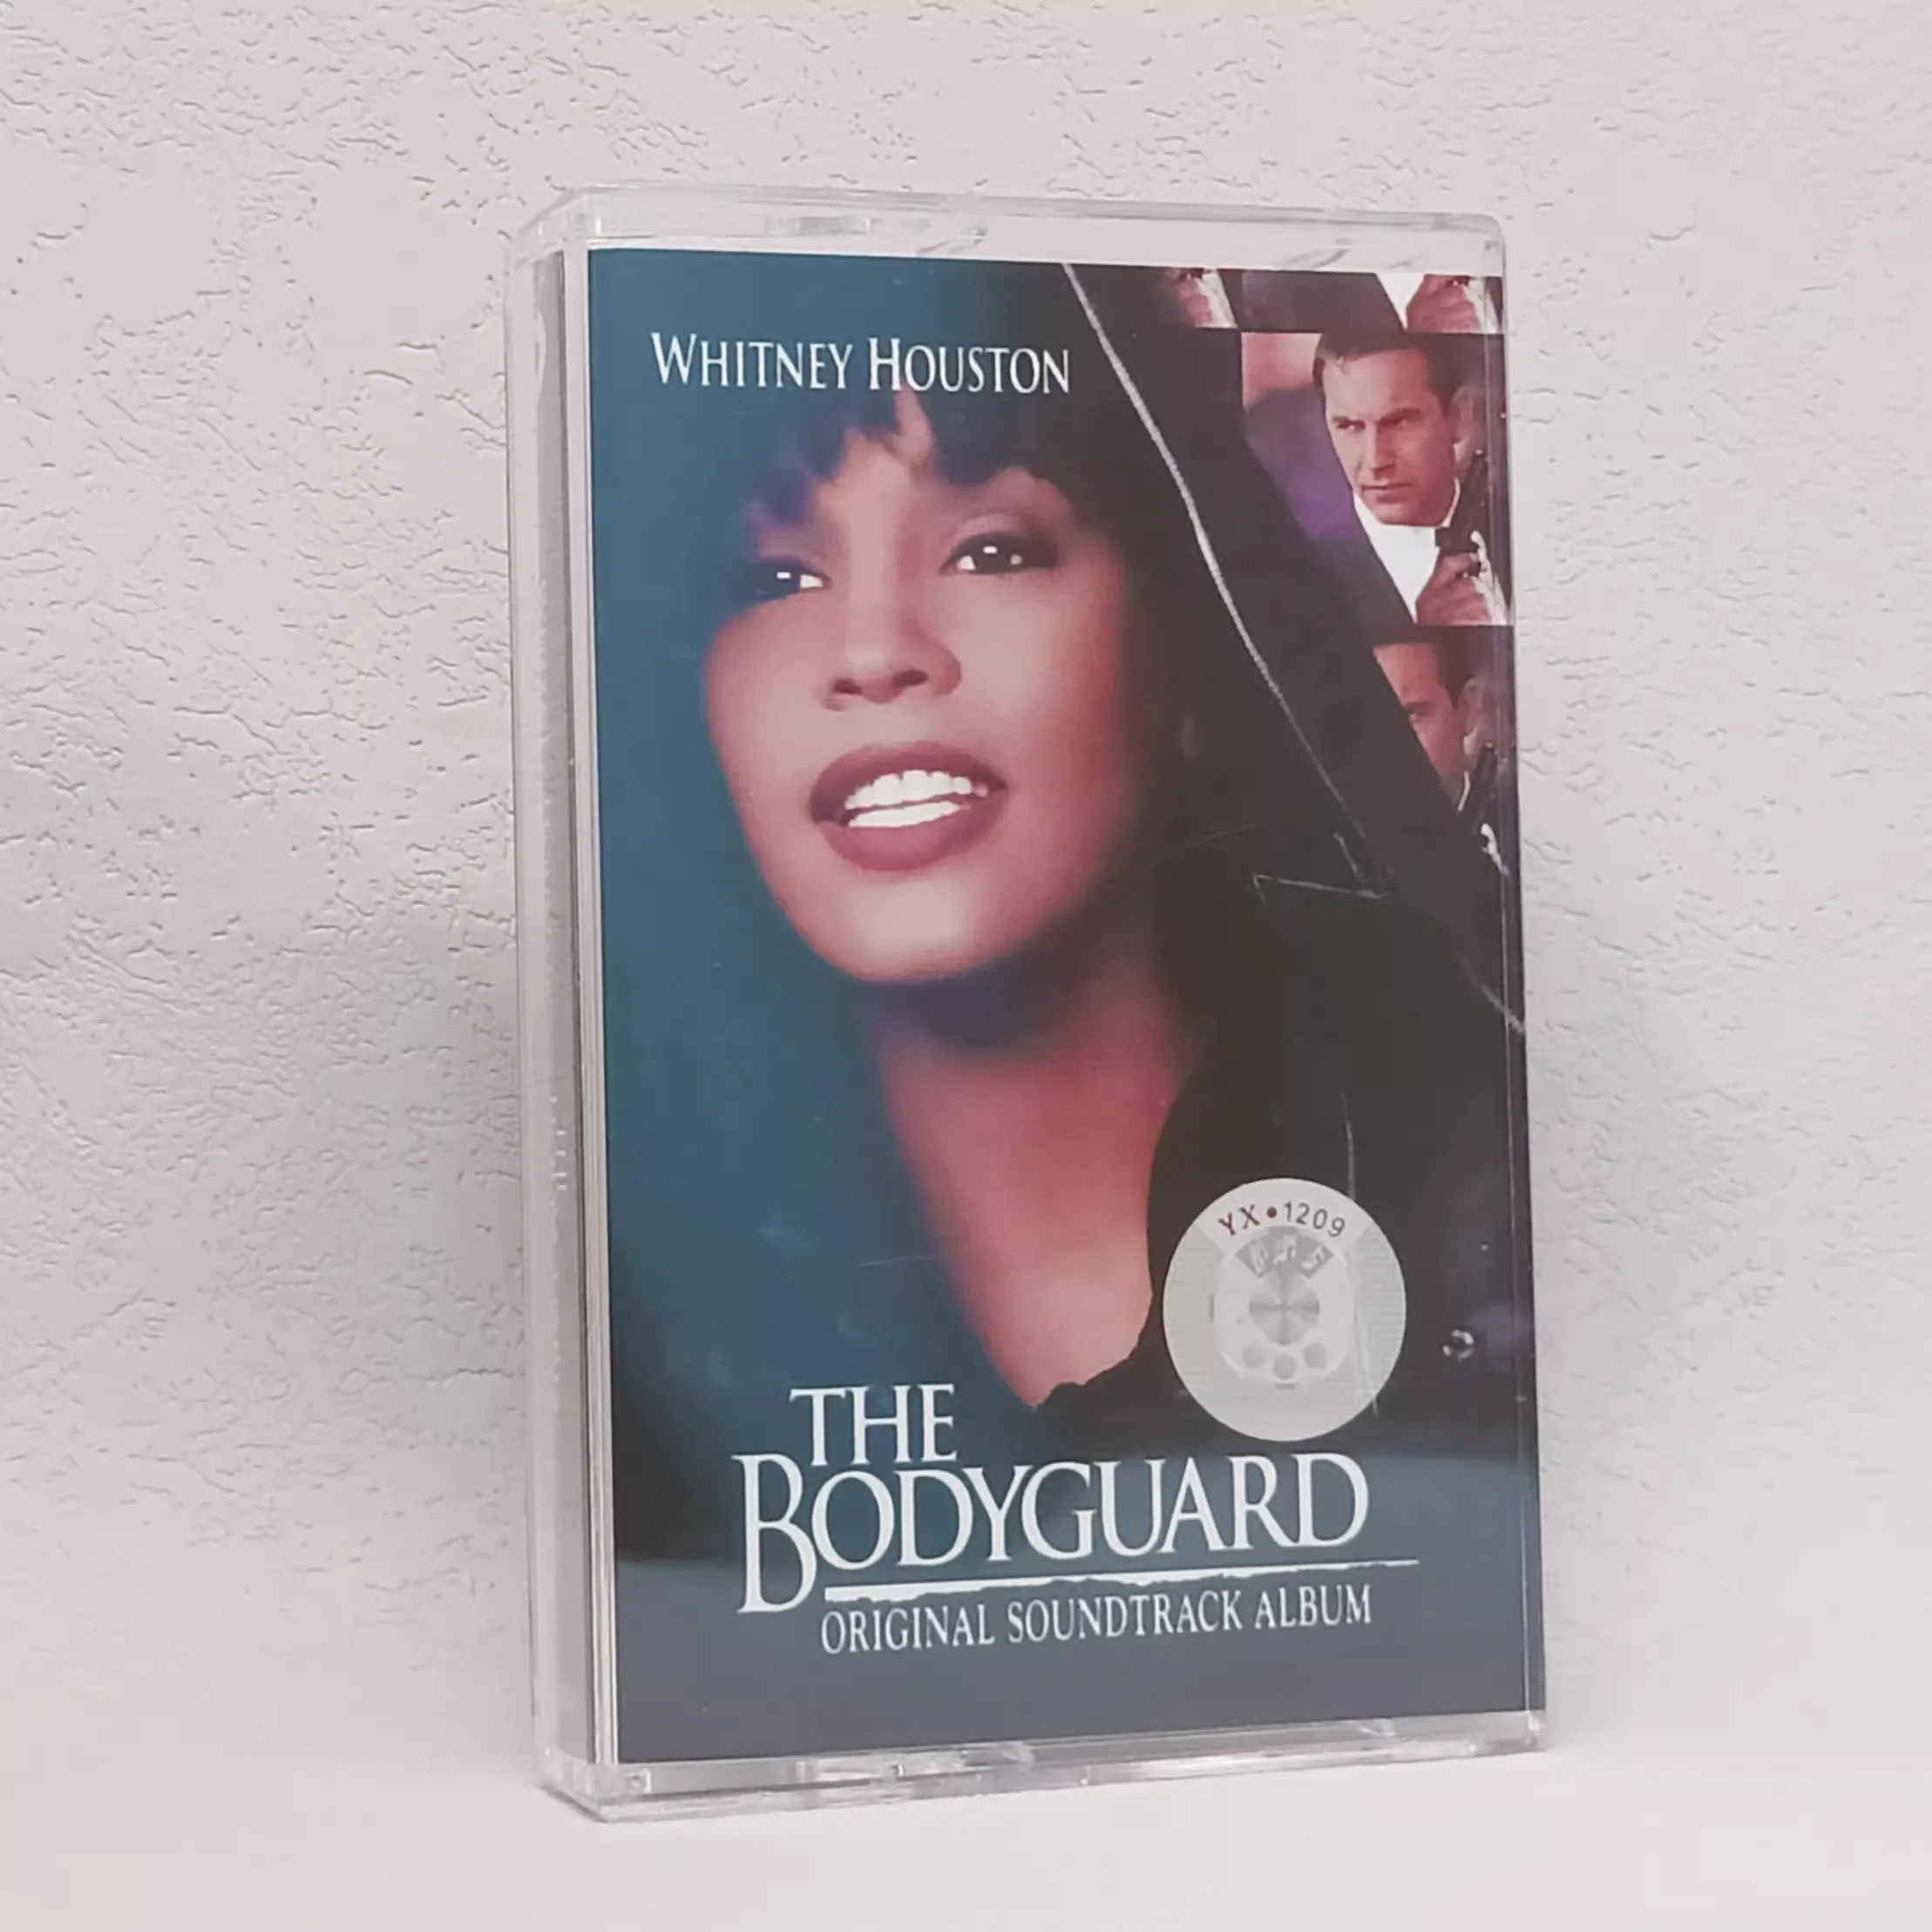 WHITNEY HOUSTON
YX•1209
THE
BODYGUARD
ORIGINAL SOUNDTRACK ALBUM